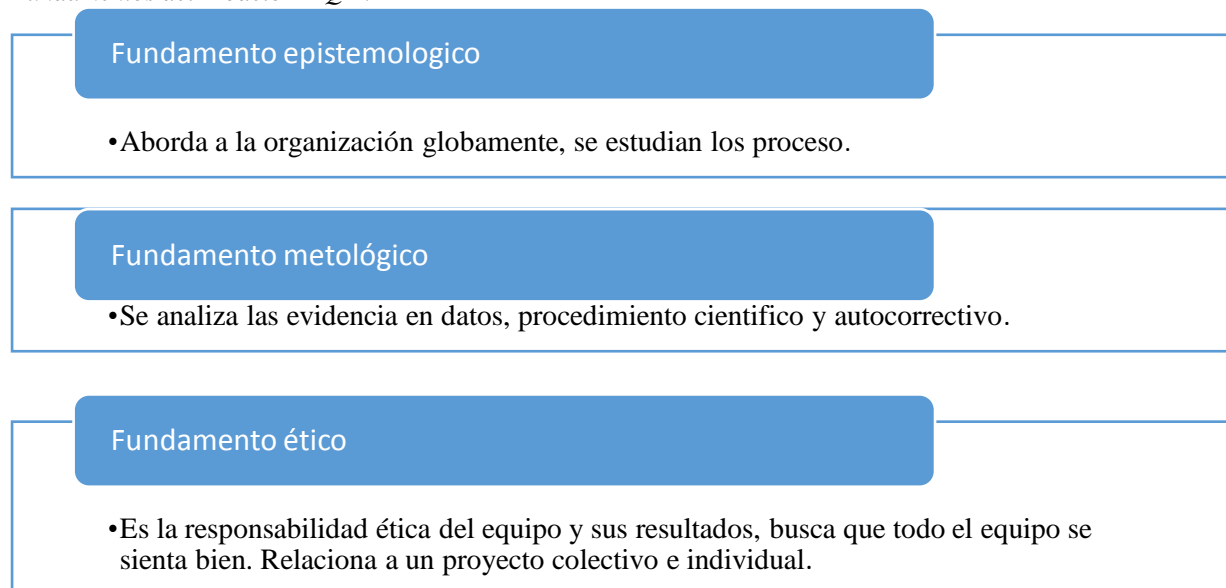 Fundamento epistemologico
•Aborda a la organización globamente, se estudian los proceso.
Fundamento metológico
•Se analiza las evidencia en datos, procedimiento cientifico y autocorrectivo.
Fundamento ético
•Es la responsabilidad ética del equipo y sus resultados, busca que todo el equipo se
sienta bien. Relaciona a un proyecto colectivo e individual.